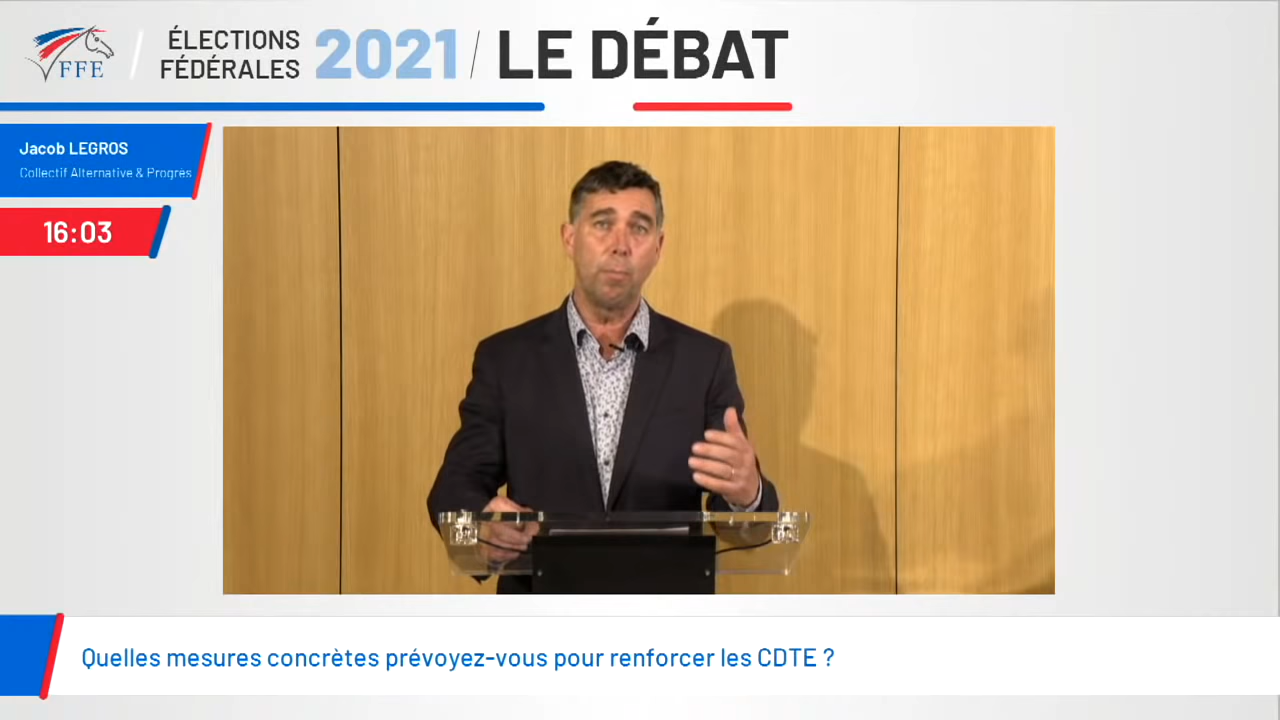 FFE
ÉLECTIONS
FÉDÉRALES
2021 / LE DÉBAT
Jacob LEGROS
Collectif Alternative & Progrès
16:03
Quelles mesures concrètes prévoyez-vous pour renforcer les CDTE ?